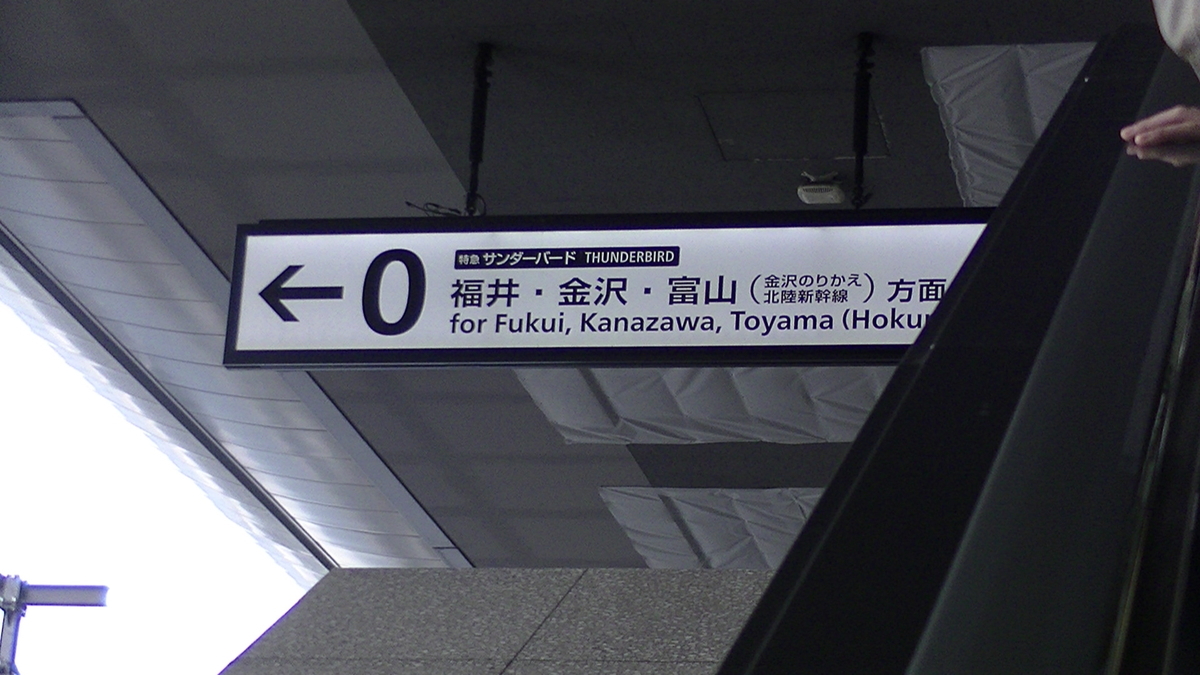 ← 0
特急 サンダーバード THUNDERBIRD
福井・金沢・富山(金沢のりかえ
北陸新幹線)方面
for Fukui, Kanazawa, Toyama (Hoku